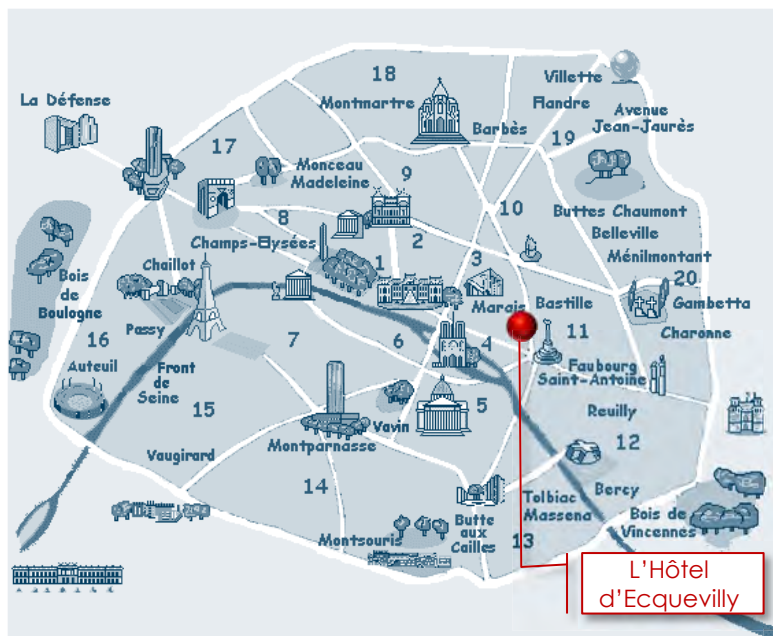 18
Villette
La Défense
Montmartre
Flandre
Avenue
Jean-Jaurès
Barbès
19
17
Monceau
Madeleine
9
8
10
Buttes Chaumont
Belleville
Champs-Elysées
2
Ménilmontant
3
1
Chaillot
20
Bois
de
Boulogne
Marais
Bastille
Gambetta
Passy
16
11
Charonne
7
6
4
Auteuil
Front
de
Seine
Faubourg
Saint-Antoine
15
5
Reuilly
Vavin
Montparnasse
12
Vaugirard
14
Bercy
Tolbiac
Massena
Bois de
Vincennes
Butte
aux
Cailles
Montsouris
13
L'Hôtel
d'Ecquevilly